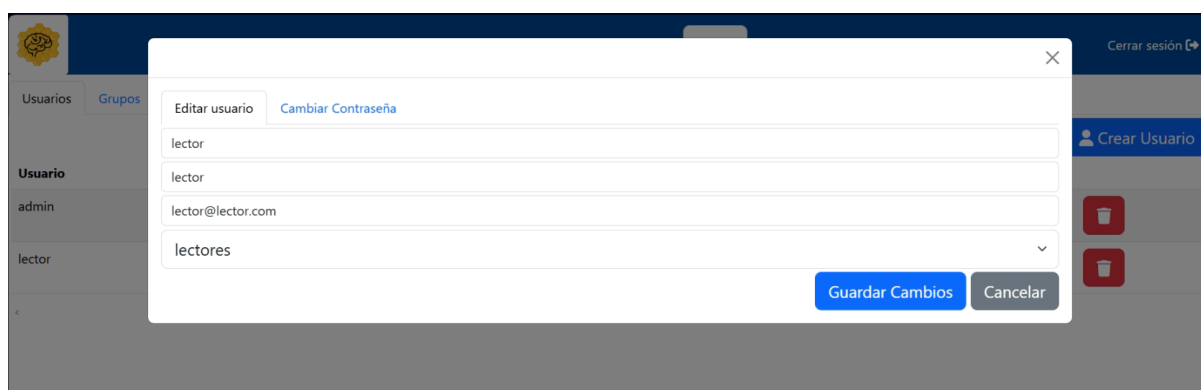 Cerrar sesión
Usuarios Grupos
Editar usuario Cambiar Contraseña
lector
Crear Usuario
lector
Usuario
lector@lector.com
admin
lectores
lector
Guardar Cambios Cancelar